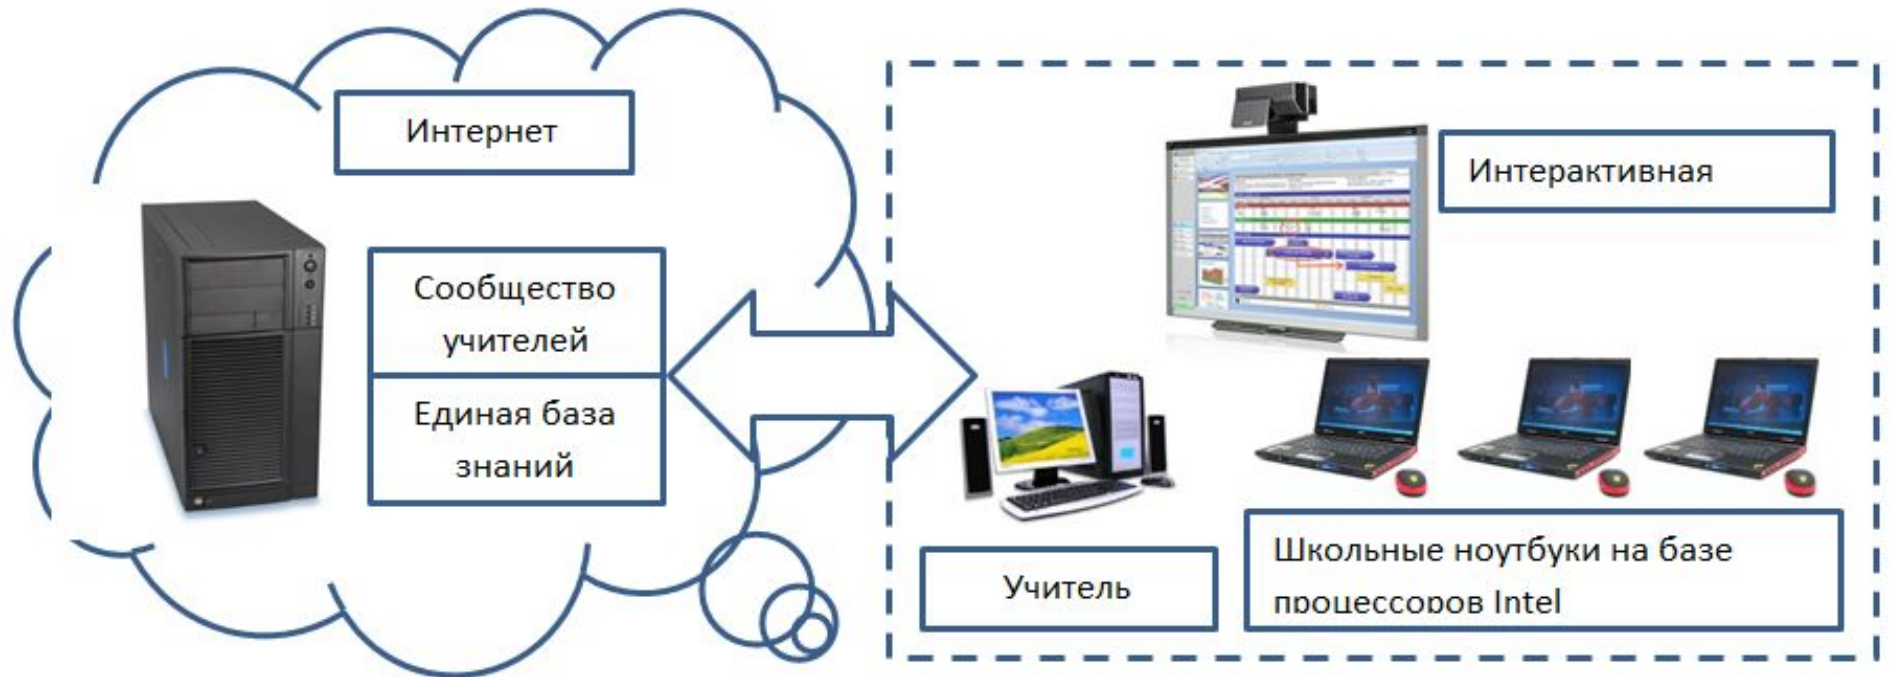 Интернет
Сообщество
учителей
Единая база
знаний
Интерактивная
Учитель
Школьные ноутбуки на базе
процессоров Intel